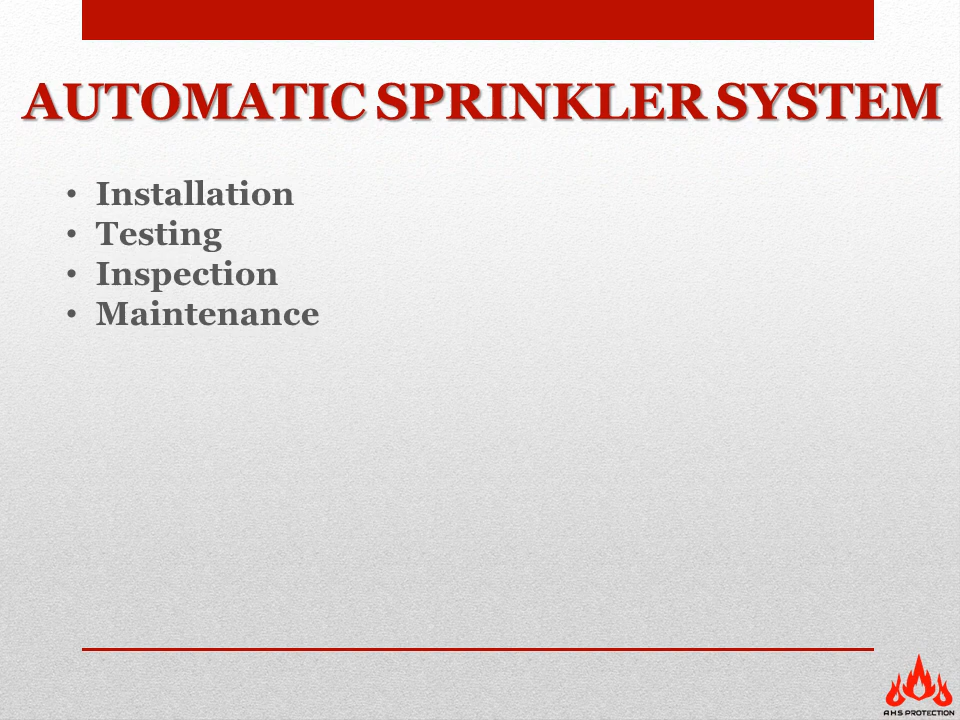 AUTOMATIC SPRINKLER SYSTEM
• Installation
• Testing
• Inspection
• Maintenance
AHS PROTECTION